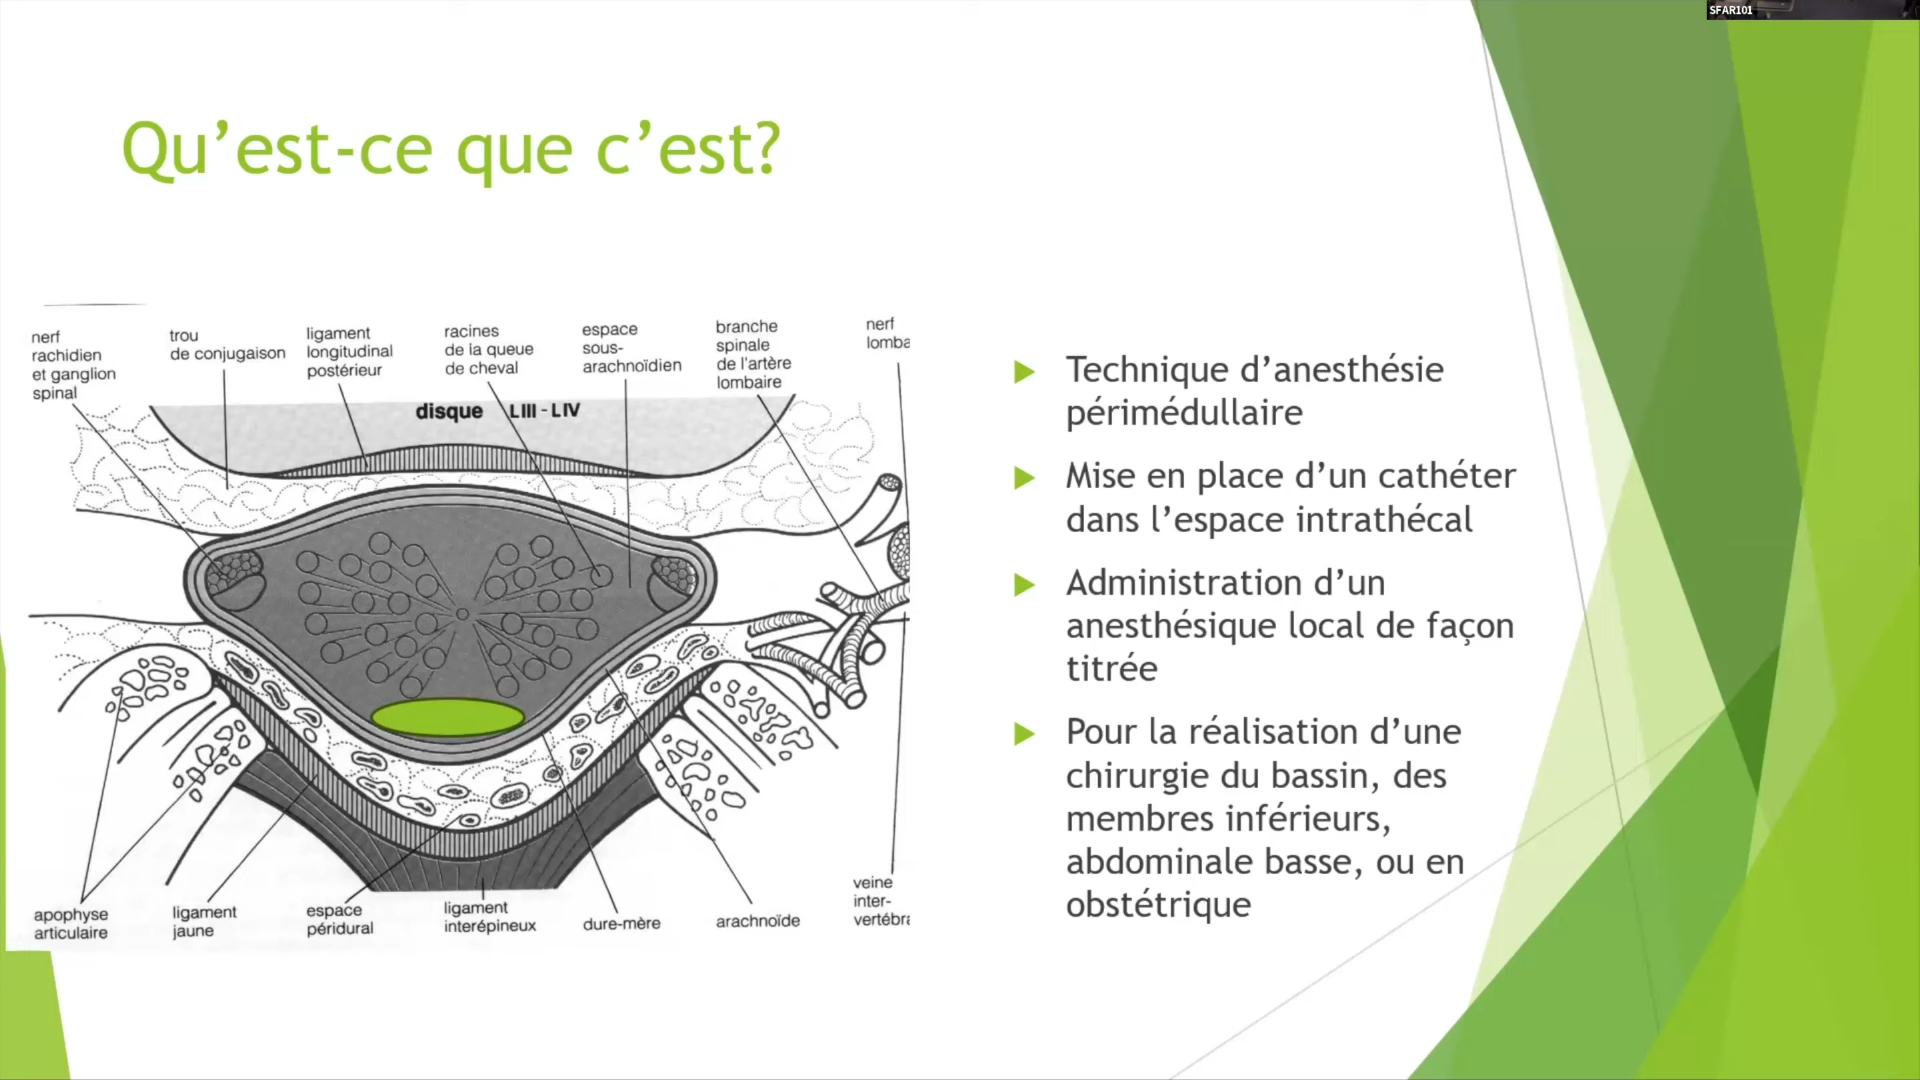 SFAR101
Qu’est-ce que c’est?
nerf
rachidien
et ganglion
spinal
trou
de conjugaison
ligament
longitudinal
postérieur
racines
de la queue
de cheval
espace
sous-
arachnoïdien
branche
spinale
de l'artère
lombaire
nerf
lomba
disque LIII - LIV
apophyse
articulaire
ligament
jaune
espace
péridural
ligament
interépineux
dure-mère
arachnoïde
veine
inter-
vertébra
Technique d’anesthésie
périmédullaire
Mise en place d’un cathéter
dans l’espace intrathécal
Administration d’un
anesthésique local de façon
titrée
Pour la réalisation d’une
chirurgie du bassin, des
membres inférieurs,
abdominale basse, ou en
obstétrique